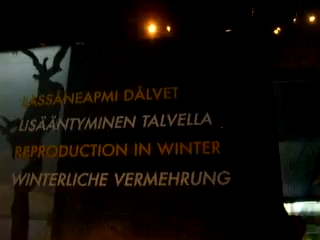 LASSÁNEAPMI DÁLVET
LISÄÄNTYMINEN TALVELLA
REPRODUCTION IN WINTER
WINTERLICHE VERMEHRUNG